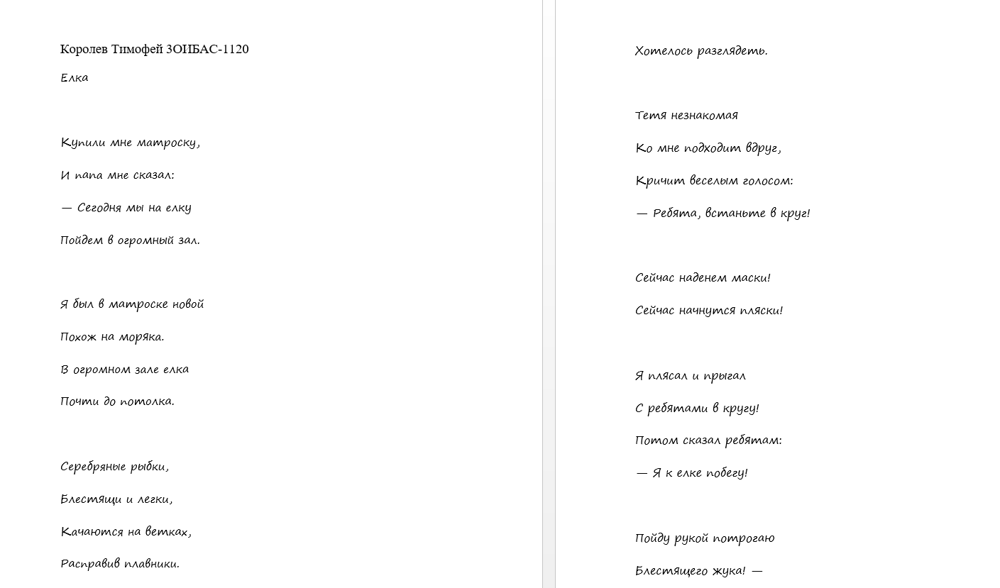 Королев Тимофей ЗОИБАС-1120
Елка
Купили мне матроску,
И папа мне сказал:
— Сегодня мы на елку
Пойдем в огромный зал.
Я был в матроске новой
Похож на моряка.
В огромном зале елка
Почти до потолка.
Серебряные рыбки,
Блестящи и легки,
Качаются на ветках,
Расправив плавники.
Хотелось разглядеть.
Тетя незнакомая
Ко мне подходит вдруг,
Кричит веселым голосом:
— Ребята, встаньте в круг!
Сейчас наденем маски!
Сейчас начнутся пляски!
Я плясал и прыгал
С ребятами в кругу!
Потом сказал ребятам:
— Я к елке побегу!
Пойду рукой потрогаю
Блестящего жука! —